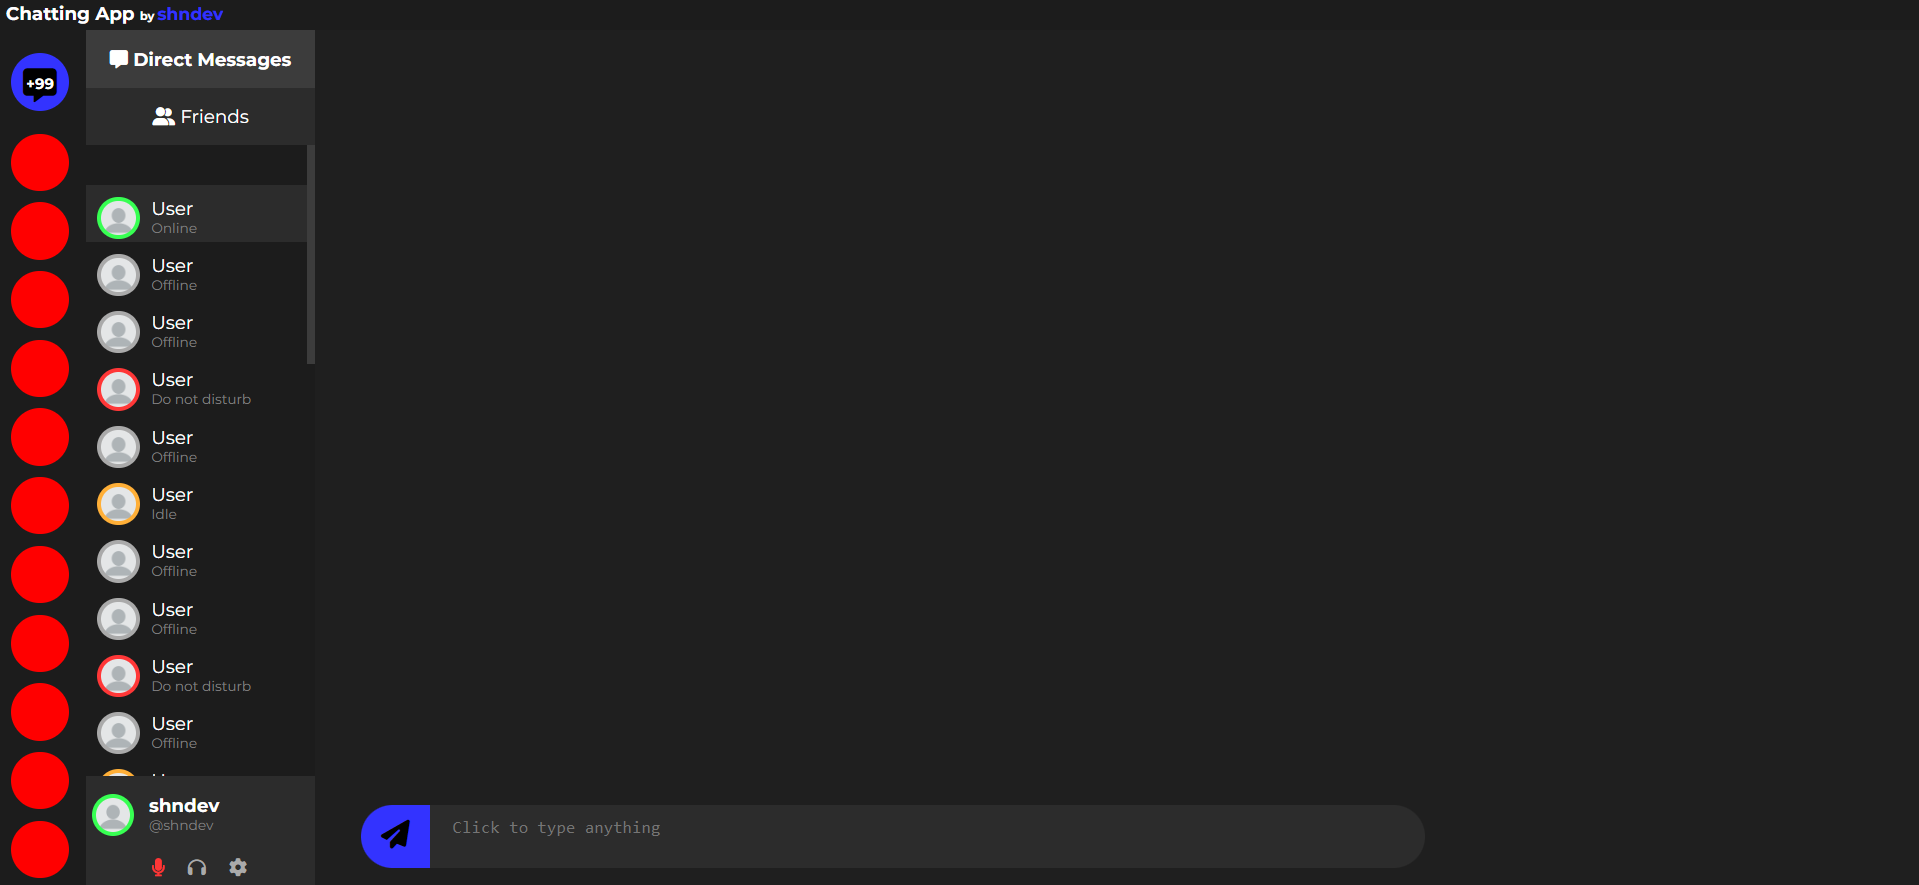 Chatting App by shndev
+99
Direct Messages
Friends
User
Online
User
Offline
User
Offline
User
Do not disturb
User
Offline
User
Idle
User
Offline
User
Offline
User
Do not disturb
User
Offline
shndev
@shndev
Click to type anything